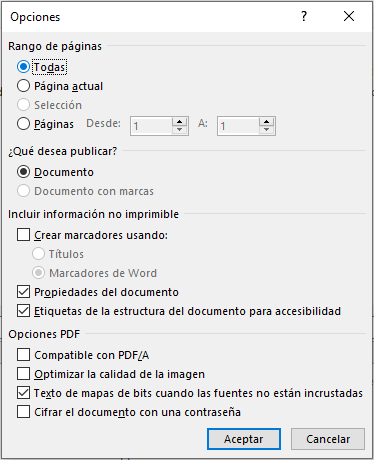 Opciones
?
Rango de páginas
Todas
Página actual
Selección
Páginas Desde: 1 A: 1
¿Qué desea publicar?
Documento
Documento con marcas
Incluir información no imprimible
Crear marcadores usando:
Títulos
Marcadores de Word
Propiedades del documento
Etiquetas de la estructura del documento para accesibilidad
Opciones PDF
Compatible con PDF/A
Optimizar la calidad de la imagen
Texto de mapas de bits cuando las fuentes no están incrustadas
Cifrar el documento con una contraseña
Aceptar Cancelar